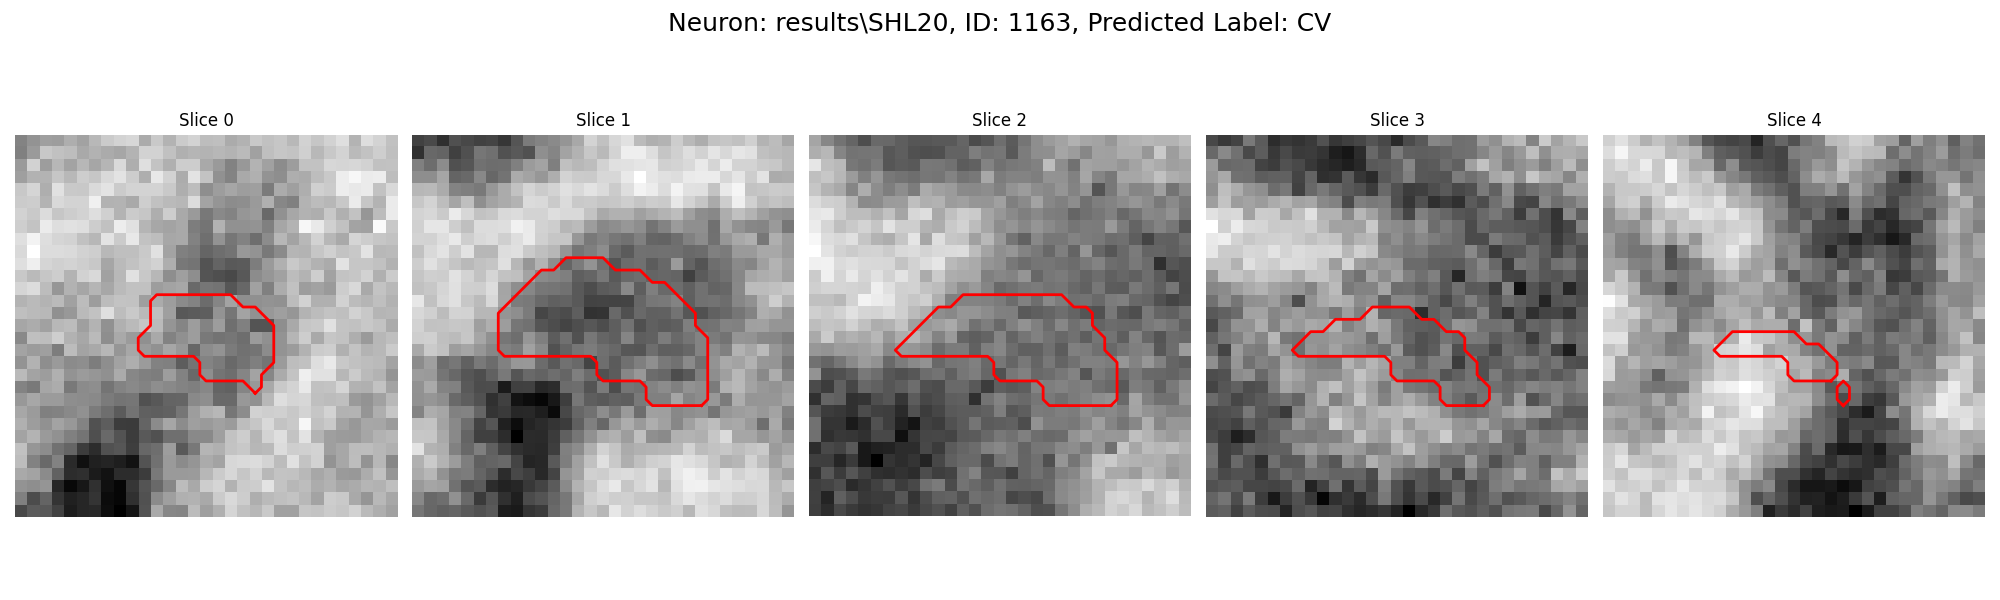 Neuron: results\SHL20, ID: 1163, Predicted Label: CV
Slice 0
Slice 1
Slice 2
Slice 3
Slice 4